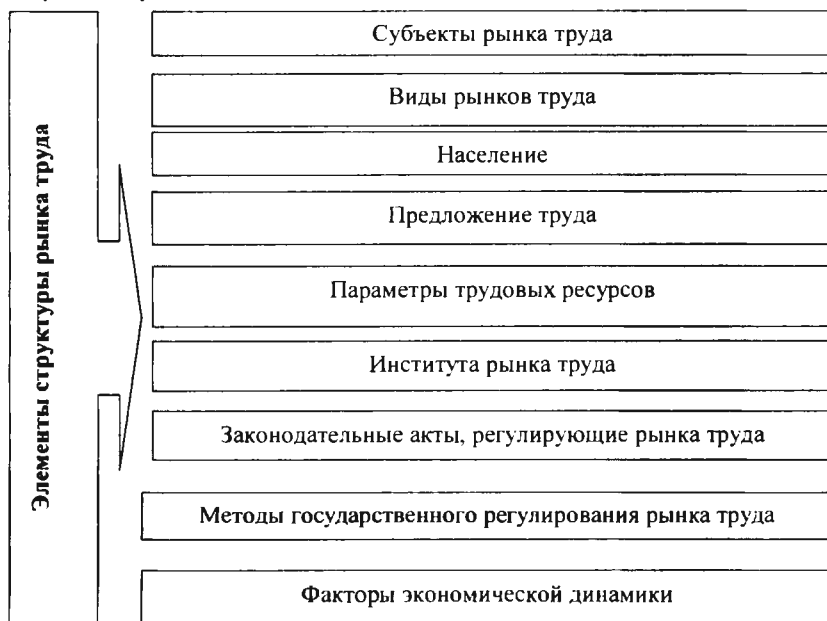 Элементы структуры рынка труда
Субъекты рынка труда
Виды рынков труда
Население
Предложение труда
Параметры трудовых ресурсов
Института рынка труда
Законодательные акты, регулирующие рынка труда
Методы государственного регулирования рынка труда
Факторы экономической динамики